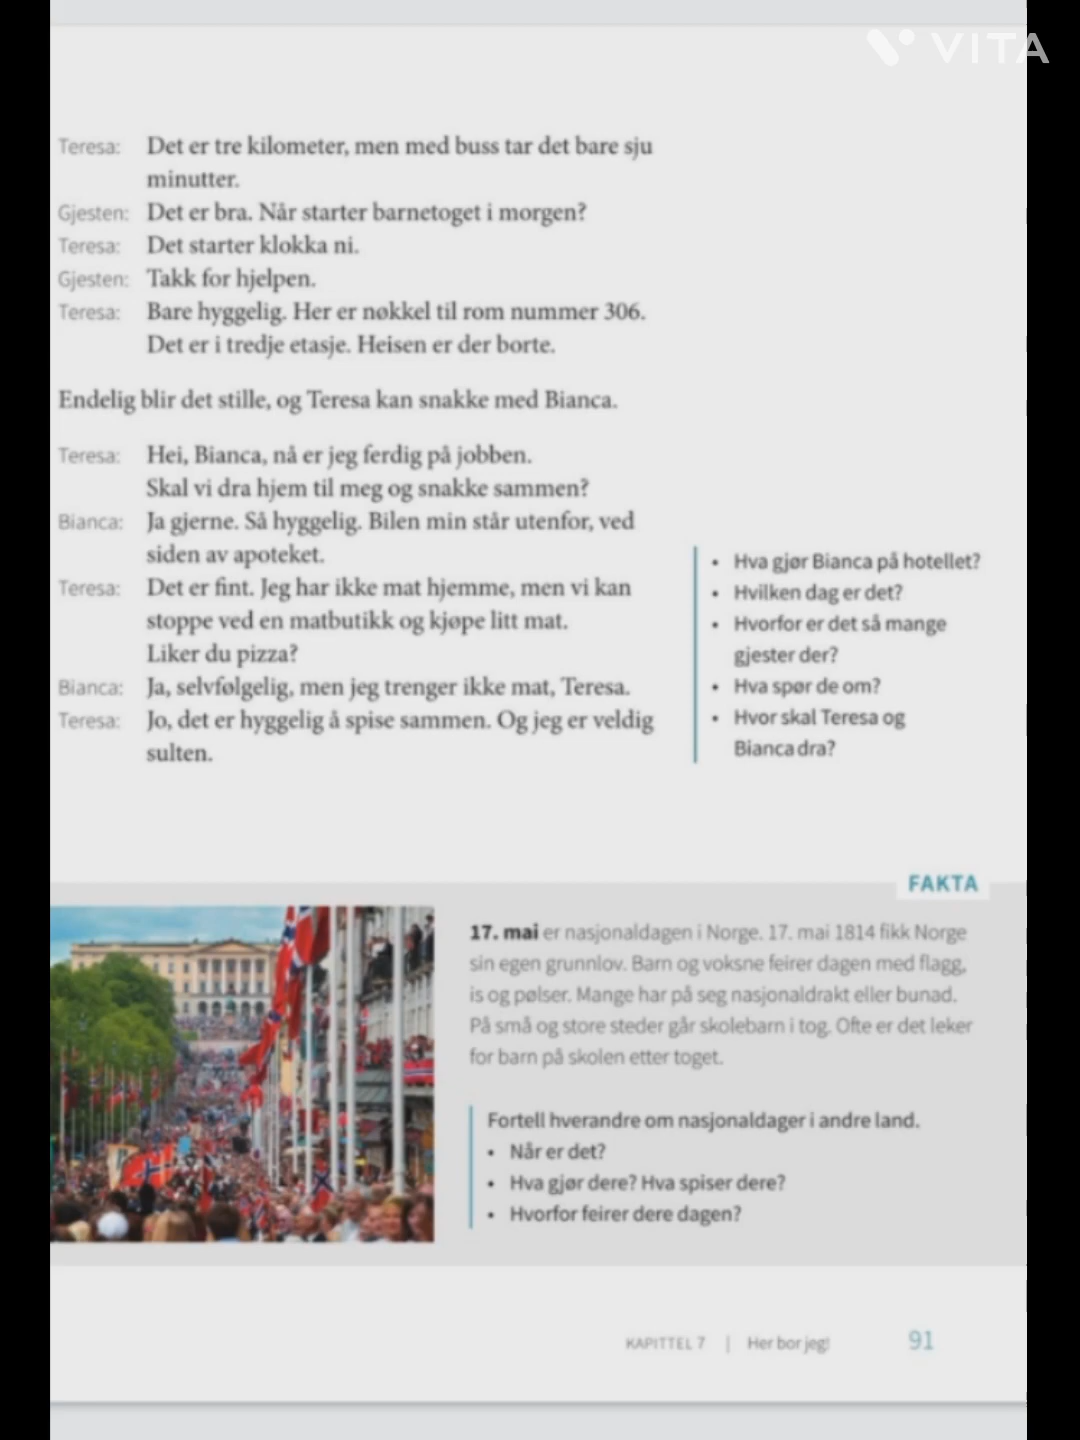 VITA
Teresa: Det er tre kilometer, men med buss tar det bare sju
minutter.
Gjesten: Det er bra. Når starter barnetoget i morgen?
Teresa: Det starter klokka ni.
Gjesten: Takk for hjelpen.
Teresa: Bare hyggelig. Her er nøkkel til rom nummer 306.
Det er i tredje etasje. Heisen er der borte.
Endelig blir det stille, og Teresa kan snakke med Bianca.
Teresa: Hei, Bianca, nå er jeg ferdig på jobben.
Skal vi dra hjem til meg og snakke sammen?
Bianca: Ja gjerne. Så hyggelig. Bilen min står utenfor, ved
siden av apoteket.
Teresa: Det er fint. Jeg har ikke mat hjemme, men vi kan
stoppe ved en matbutikk og kjøpe litt mat.
Liker du pizza?
Bianca: Ja, selvfølgelig, men jeg trenger ikke mat, Teresa.
Teresa: Jo, det er hyggelig å spise sammen. Og jeg er veldig
sulten.
• Hva gjør Bianca på hotellet?
• Hvilken dag er det?
• Hvorfor er det så mange
gjester der?
• Hva spør de om?
• Hvor skal Teresa og
Bianca dra?
FAKTA
17. mai er nasjonaldagen i Norge. 17. mai 1814 fikk Norge
sin egen grunnlov. Barn og voksne feirer dagen med flagg,
is og pølser. Mange har på seg nasjonaldrakt eller bunad.
På små og store steder går skolebarn i tog. Ofte er det leker
for barn på skolen etter toget.
Fortell hverandre om nasjonaldager i andre land.
• Når er det?
• Hva gjør dere? Hva spiser dere?
• Hvorfor feirer dere dagen?
KAPITTEL 7 | Her bor jeg! 91